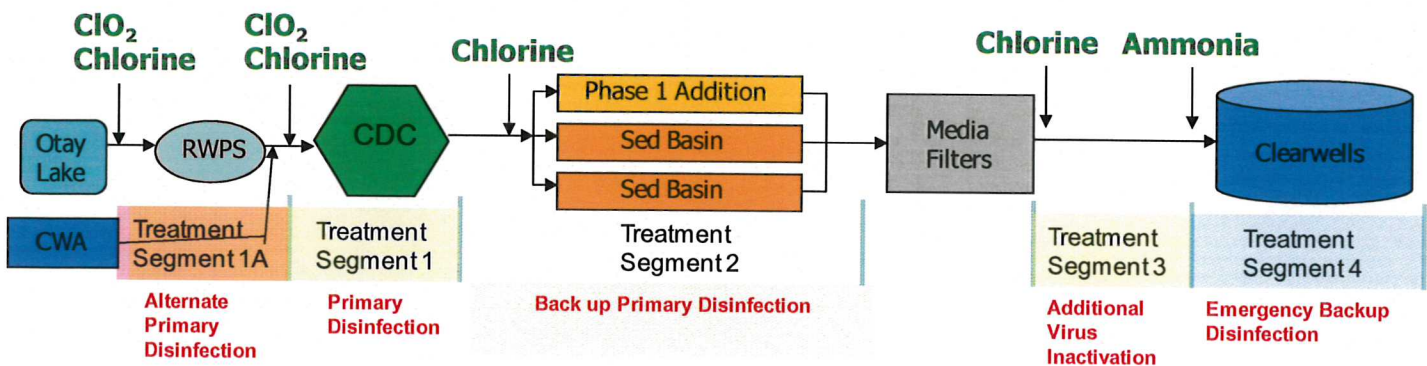 ClO₂
Chlorine
ClO₂
Chlorine
Chlorine
Chlorine
Ammonia
Otay
Lake
RWPS
CDC
Phase 1 Addition
Sed Basin
Sed Basin
Media
Filters
Clearwells
CWA
Treatment
Segment 1A
Treatment
Segment 1
Treatment
Segment 2
Treatment
Segment 3
Treatment
Segment 4
Alternate
Primary
Disinfection
Primary
Disinfection
Back up Primary Disinfection
Additional
Virus
Inactivation
Emergency Backup
Disinfection